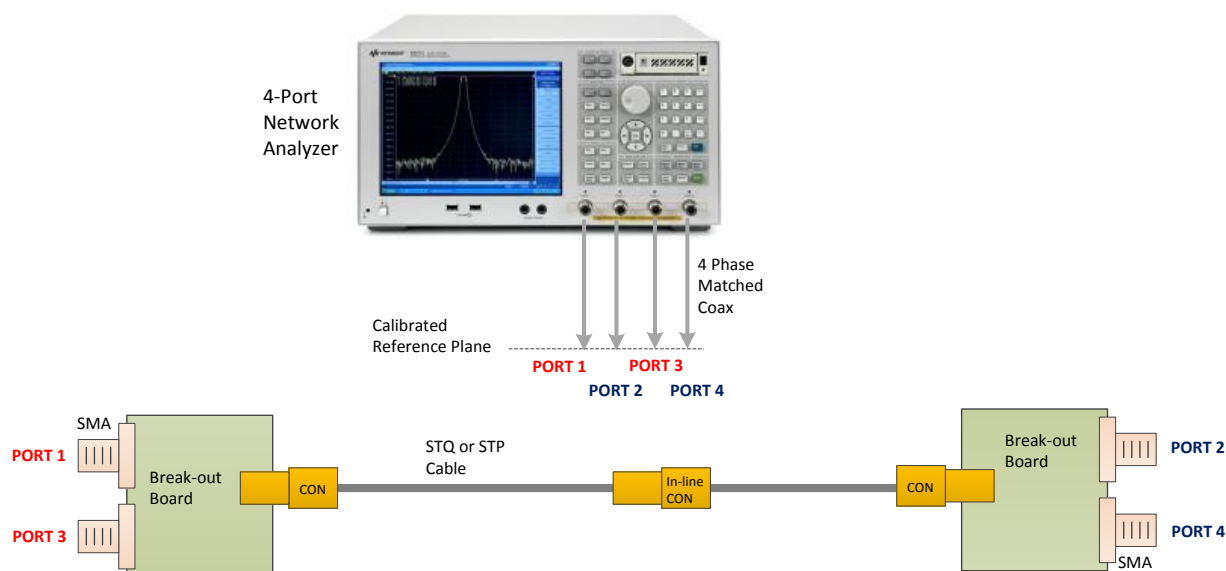 4-Port
Network
Analyzer
KEYSIGHT
4 Phase
Matched
Coax
Calibrated
Reference Plane
PORT 1
PORT 3
PORT 2
PORT 4
SMA
PORT 1
PORT 3
Break-out
Board
CON
STQ or STP
Cable
In-line
CON
CON
Break-out
Board
PORT 2
PORT 4
SMA